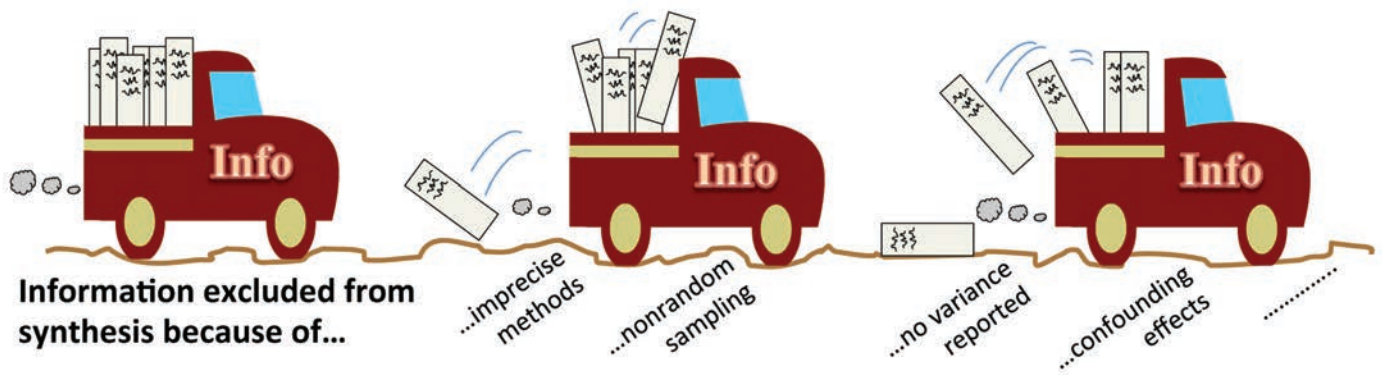 Info
Info
Info
Information excluded from
synthesis because of...
...imprecise
methods
...nonrandom
sampling
...no variance
reported
...confounding
effects
.............